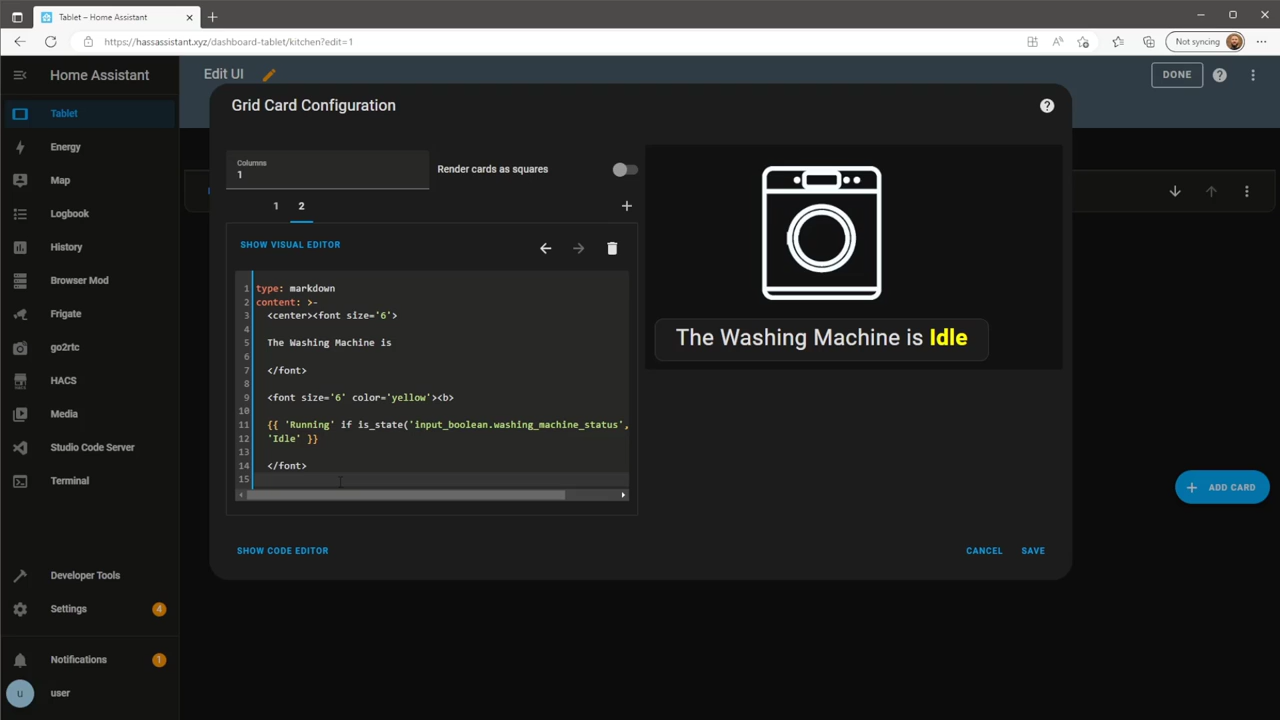 Tablet – Home Assistant
https://hassassistant.xyz/dashboard-tablet/kitchen?edit=1
Not syncing
Home Assistant
Edit UI
DONE
Tablet
Energy
Map
Logbook
History
Browser Mod
Frigate
go2rtc
HACS
Media
Studio Code Server
Terminal
Developer Tools
Settings
4
Notifications
1
u
user
Grid Card Configuration
Columns
1
Render cards as squares
1
2
SHOW VISUAL EDITOR
1 type: markdown
2 content: >-
3 <center><font size='6'>
4
5 The Washing Machine is
6
7 </font>
8
9 <font size='6' color='yellow'><b>
10
11 {{ 'Running' if is_state('input_boolean.washing_machine_status',
12 'Idle' }}
13
14 </font>
15
SHOW CODE EDITOR
The Washing Machine is Idle
CANCEL
SAVE
ADD CARD